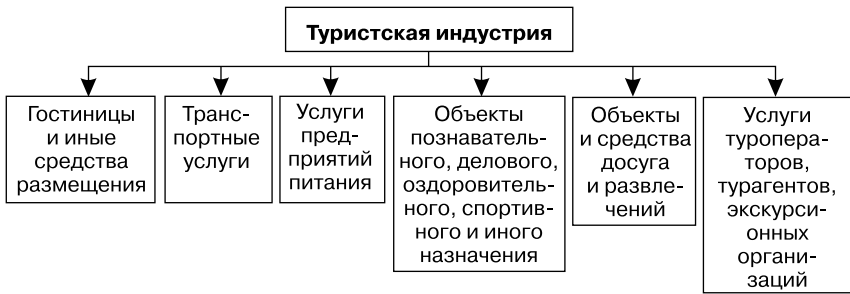 Туристская индустрия
Гостиницы
и иные
средства
размещения
Транс-
портные
услуги
Услуги
пред-
приятий
питания
Объекты
познаватель-
ного, делового,
оздоровитель-
ного, спортив-
ного и иного
назначения
Объекты
и средства
досуга
и развле-
чений
Услуги
туропера-
торов,
турагентов,
экскурси-
онных
органи-
заций